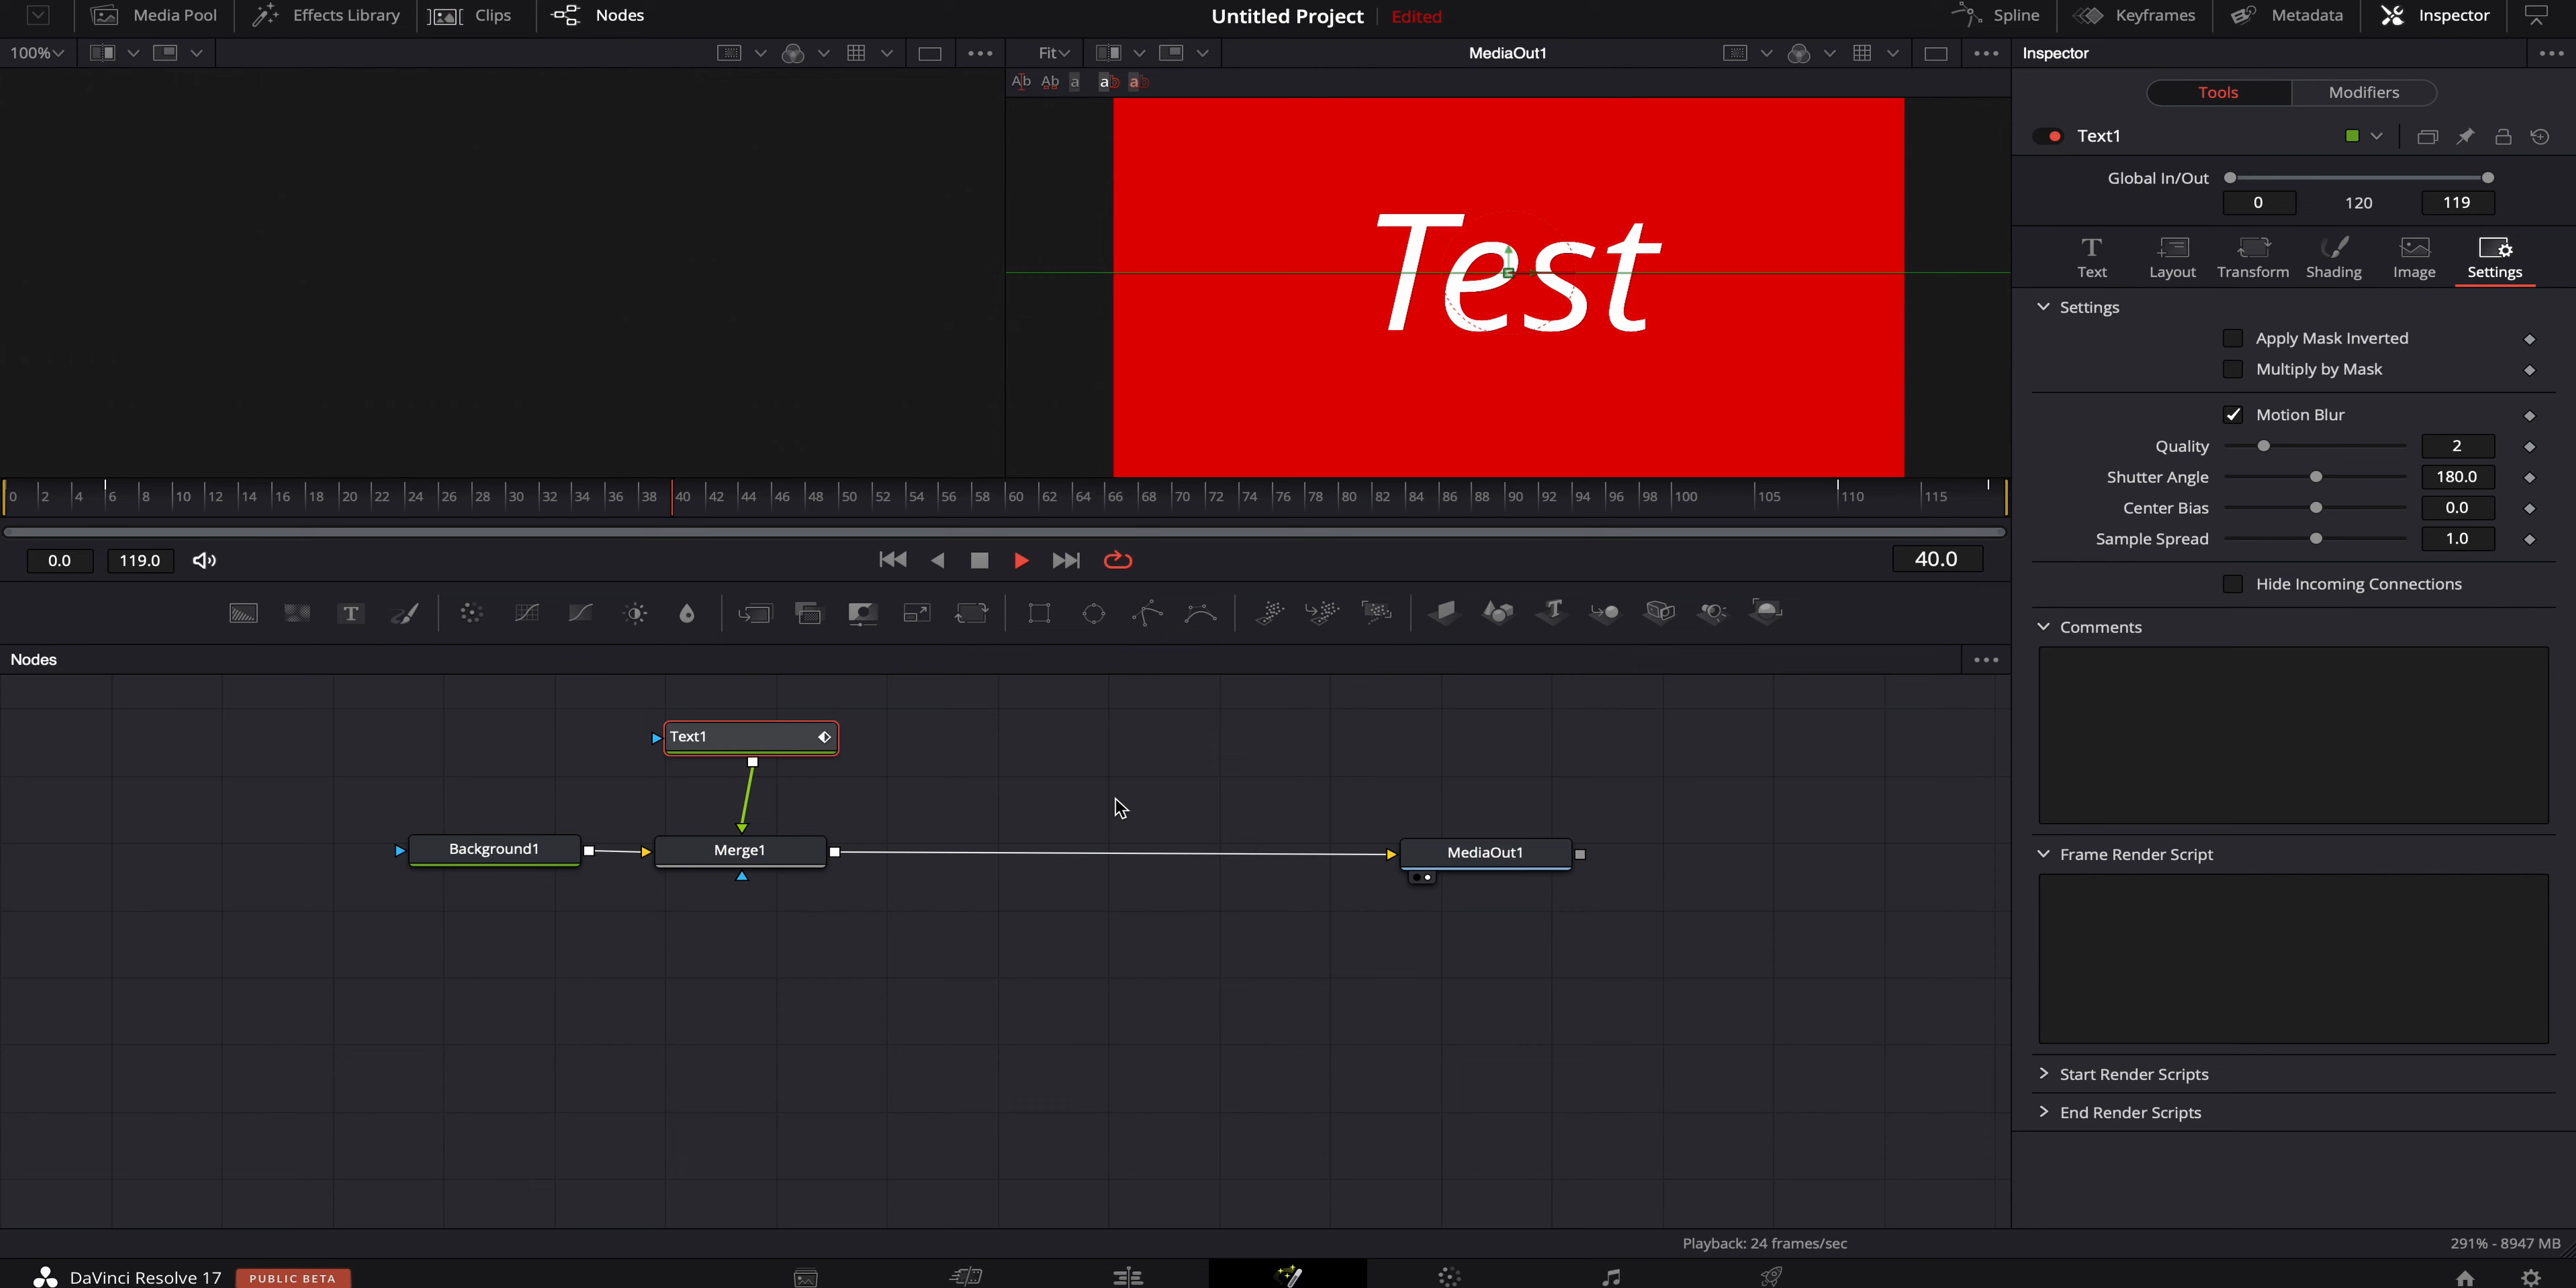 Media Pool Effects Library Clips Nodes Untitled Project Edited Spline Keyframes Metadata Inspector
100% Fit MediaOut1 Inspector
Ab Ab a ab ab
Tools Modifiers
Text1
Global In/Out
0 120 119
Text Layout Transform Shading Image Settings
Test
Settings
Apply Mask Inverted
Multiply by Mask
Motion Blur
Quality 2
Shutter Angle 180.0
Center Bias 0.0
Sample Spread 1.0
Hide Incoming Connections
0 2 4 6 8 10 12 14 16 18 20 22 24 26 28 30 32 34 36 38 40 42 44 46 48 50 52 54 56 58 60 62 64 66 68 70 72 74 76 78 80 82 84 86 88 90 92 94 96 98 100 105 110 115
0.0 119.0 40.0
T
T
Nodes
Text1
Background1 Merge1 MediaOut1
Comments
Frame Render Script
Start Render Scripts
End Render Scripts
Playback: 24 frames/sec 291% - 8947 MB
DaVinci Resolve 17 PUBLIC BETA